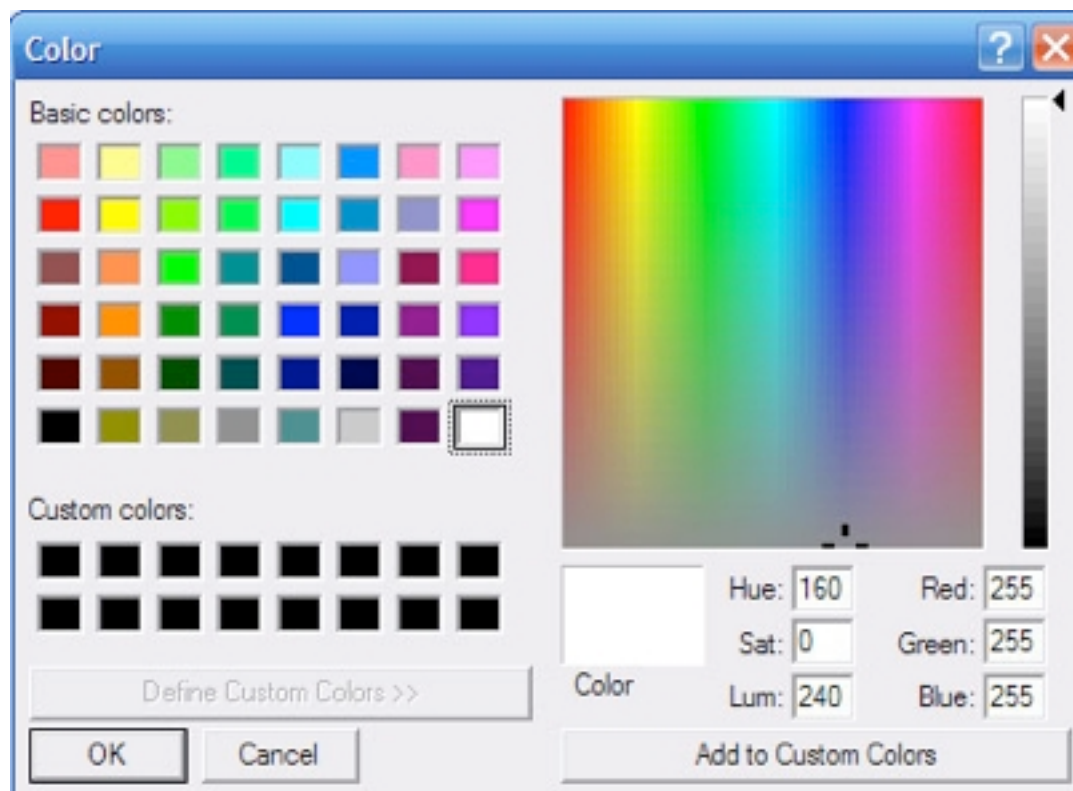 Color
?
Basic colors:
Custom colors:
Define Custom Colors >>
OK Cancel
Color
Hue: 160 Red: 255
Sat: 0 Green: 255
Lum: 240 Blue: 255
Add to Custom Colors